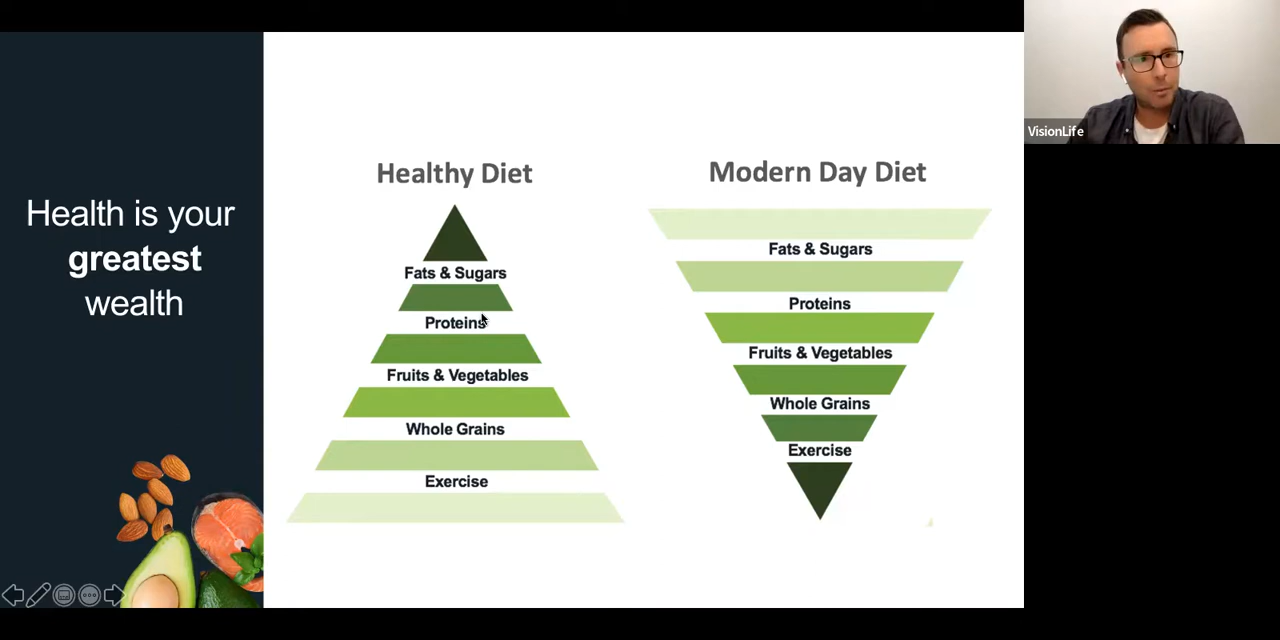 Health is your
greatest
wealth
Healthy Diet
Fats & Sugars
Proteins
Fruits & Vegetables
Whole Grains
Exercise
Modern Day Diet
Fats & Sugars
Proteins
Fruits & Vegetables
Whole Grains
Exercise
VisionLife